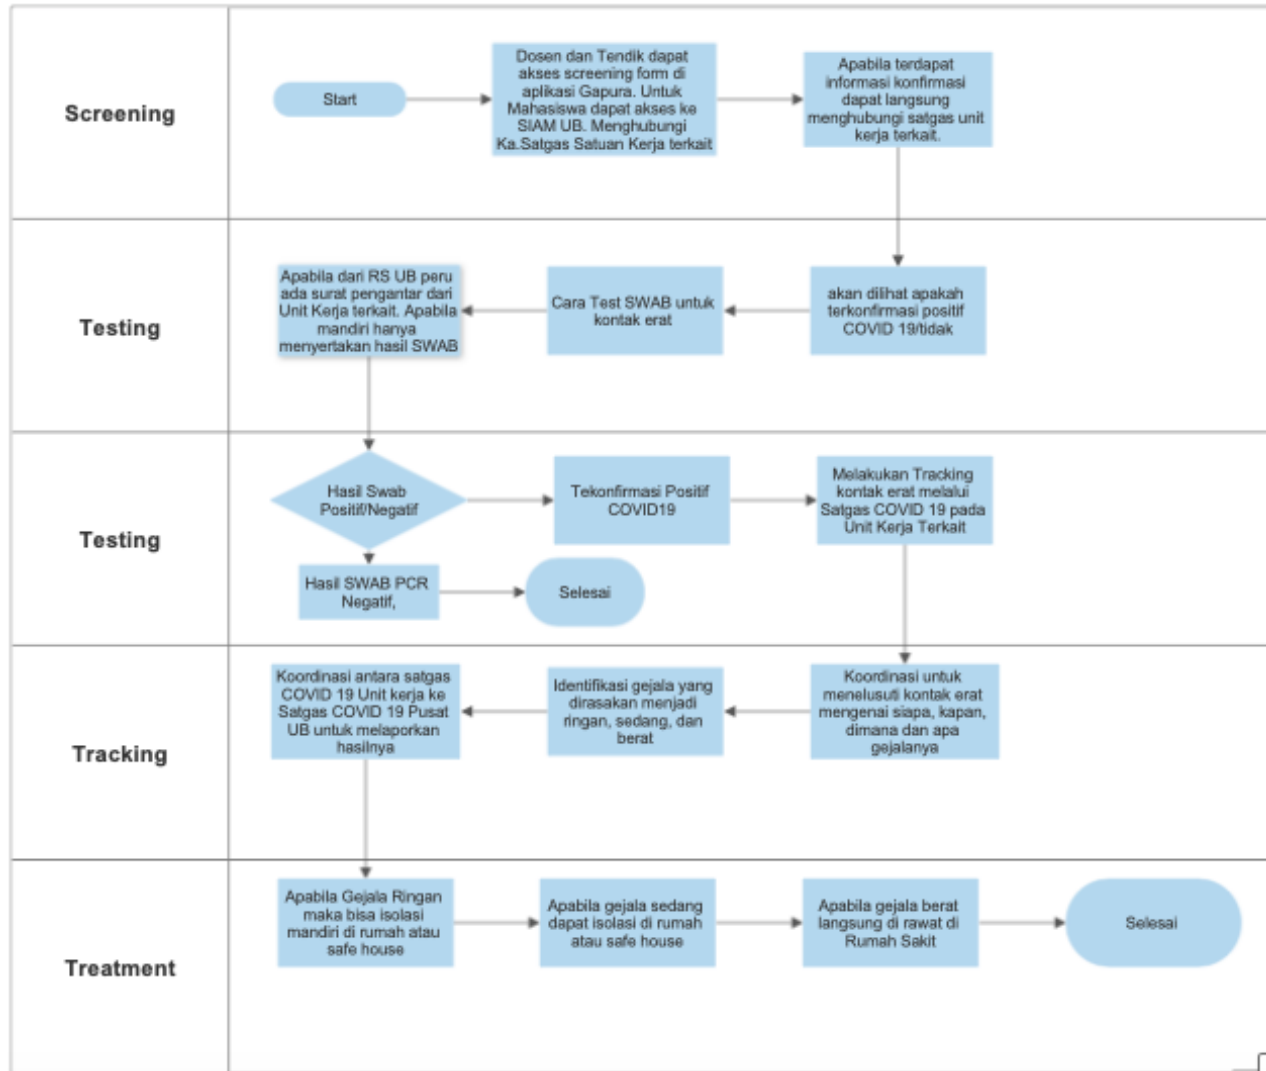 Screening
Start
Dosen dan Tendik dapat
akses screening form di
aplikasi Gapura. Untuk
Mahasiswa dapat akses ke
SIAM UB. Menghubungi
Ka.Satgas Satuan Kerja terkait
Apabila terdapat
informasi konfirmasi
dapat langsung
menghubungi satgas unit
kerja terkait.
Testing
Apabila dari RS UB peru
ada surat pengantar dari
Unit Kerja terkait. Apabila
mandiri hanya
menyertakan hasil SWAB
Cara Test SWAB untuk
kontak erat
akan dilihat apakah
terkonfirmasi positif
COVID 19/tidak
Testing
Hasil Swab
Positif/Negatif
Tekonfirmasi Positif
COVID19
Melakukan Tracking
kontak erat melalui
Satgas COVID 19 pada
Unit Kerja Terkait
Hasil SWAB PCR
Negatif,
Selesai
Tracking
Koordinasi antara satgas
COVID 19 Unit kerja ke
Satgas COVID 19 Pusat
UB untuk melaporkan
hasilnya
Identifikasi gejala yang
dirasakan menjadi
ringan, sedang, dan
berat
Koordinasi untuk
menelusuti kontak erat
mengenai siapa, kapan,
dimana dan apa
gejalanya
Treatment
Apabila Gejala Ringan
maka bisa isolasi
mandiri di rumah atau
safe house
Apabila gejala sedang
dapat isolasi di rumah
atau safe house
Apabila gejala berat
langsung di rawat di
Rumah Sakit
Selesai